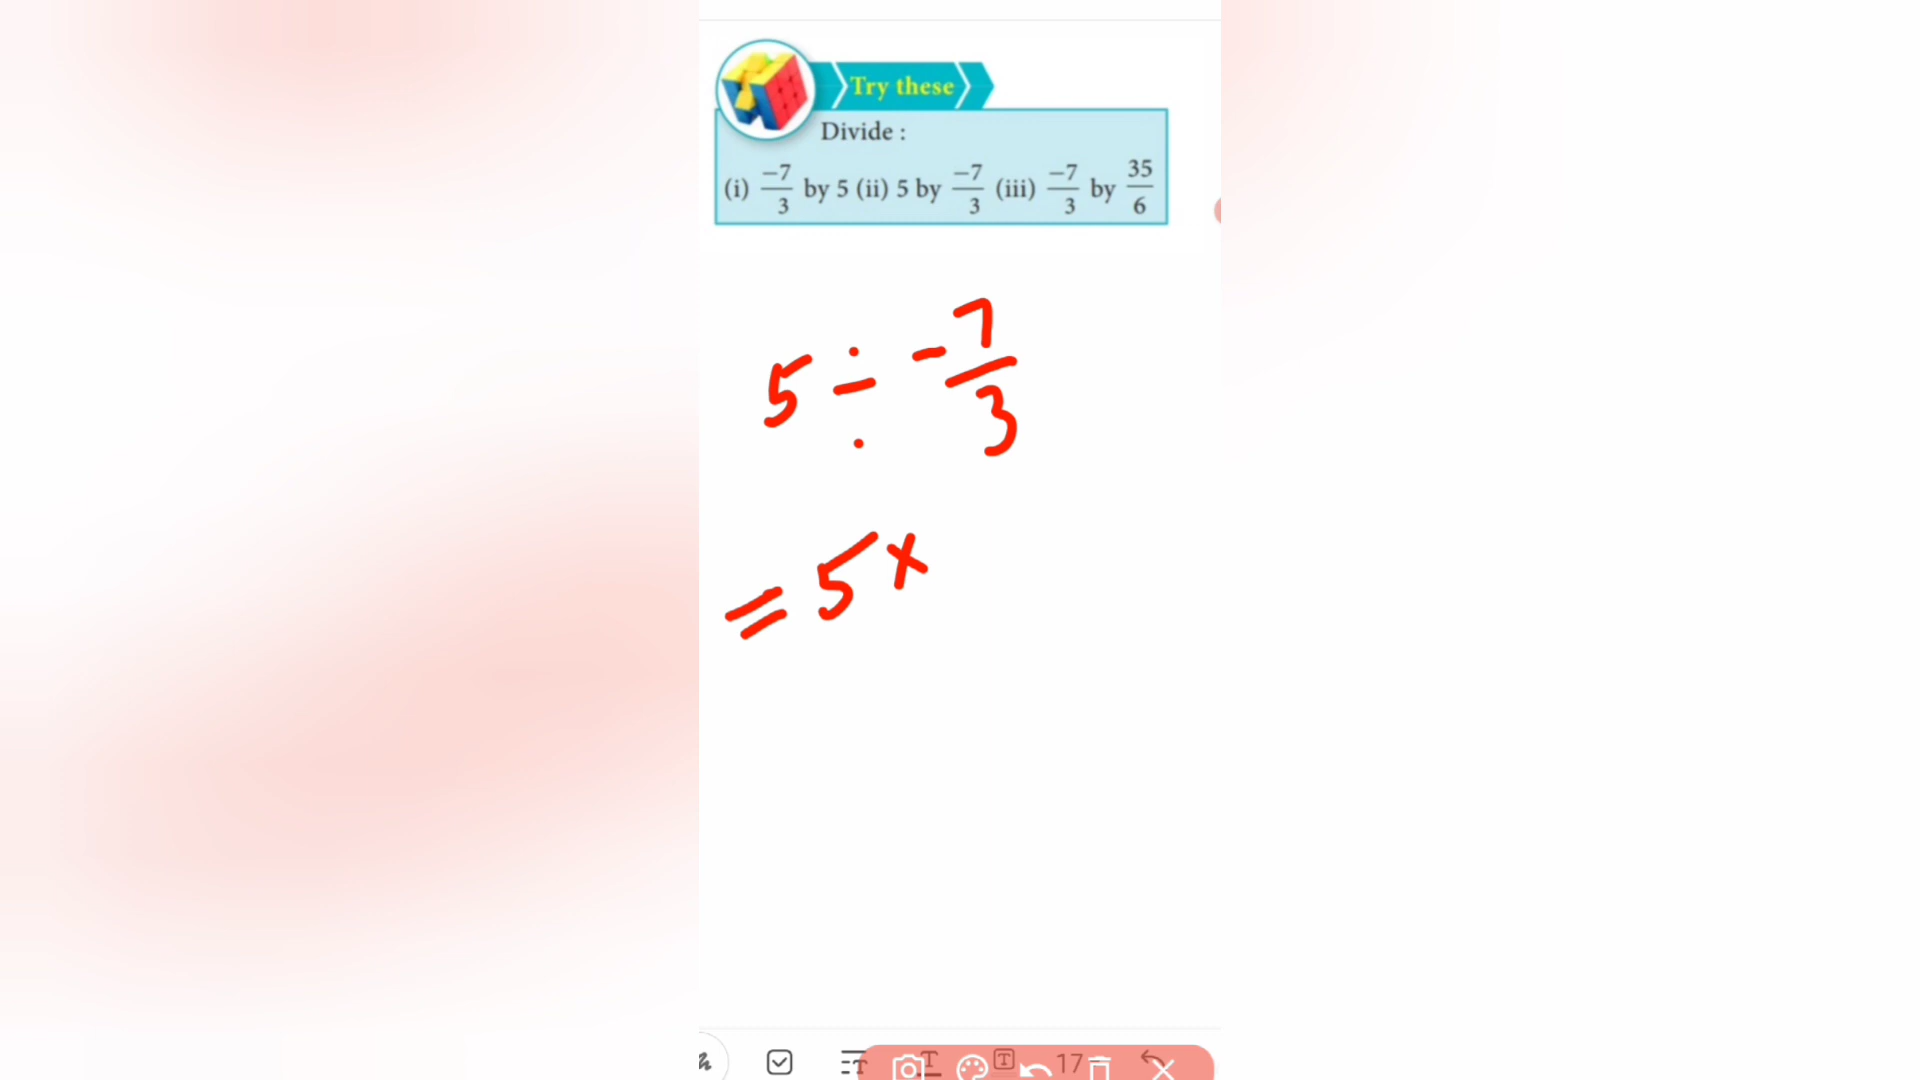 Try these
Divide :
(i) −7/3 by 5 (ii) 5 by −7/3 (iii) −7/3 by 35/6
5 ÷ −7/3
= 5 ×
17